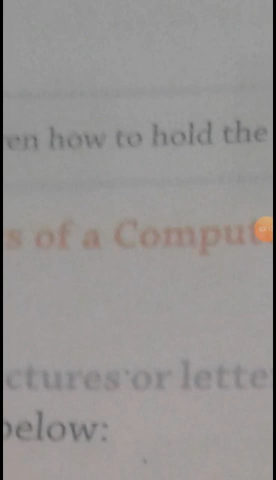 en how to hold the
s of a Comput
ctures or lette
below: